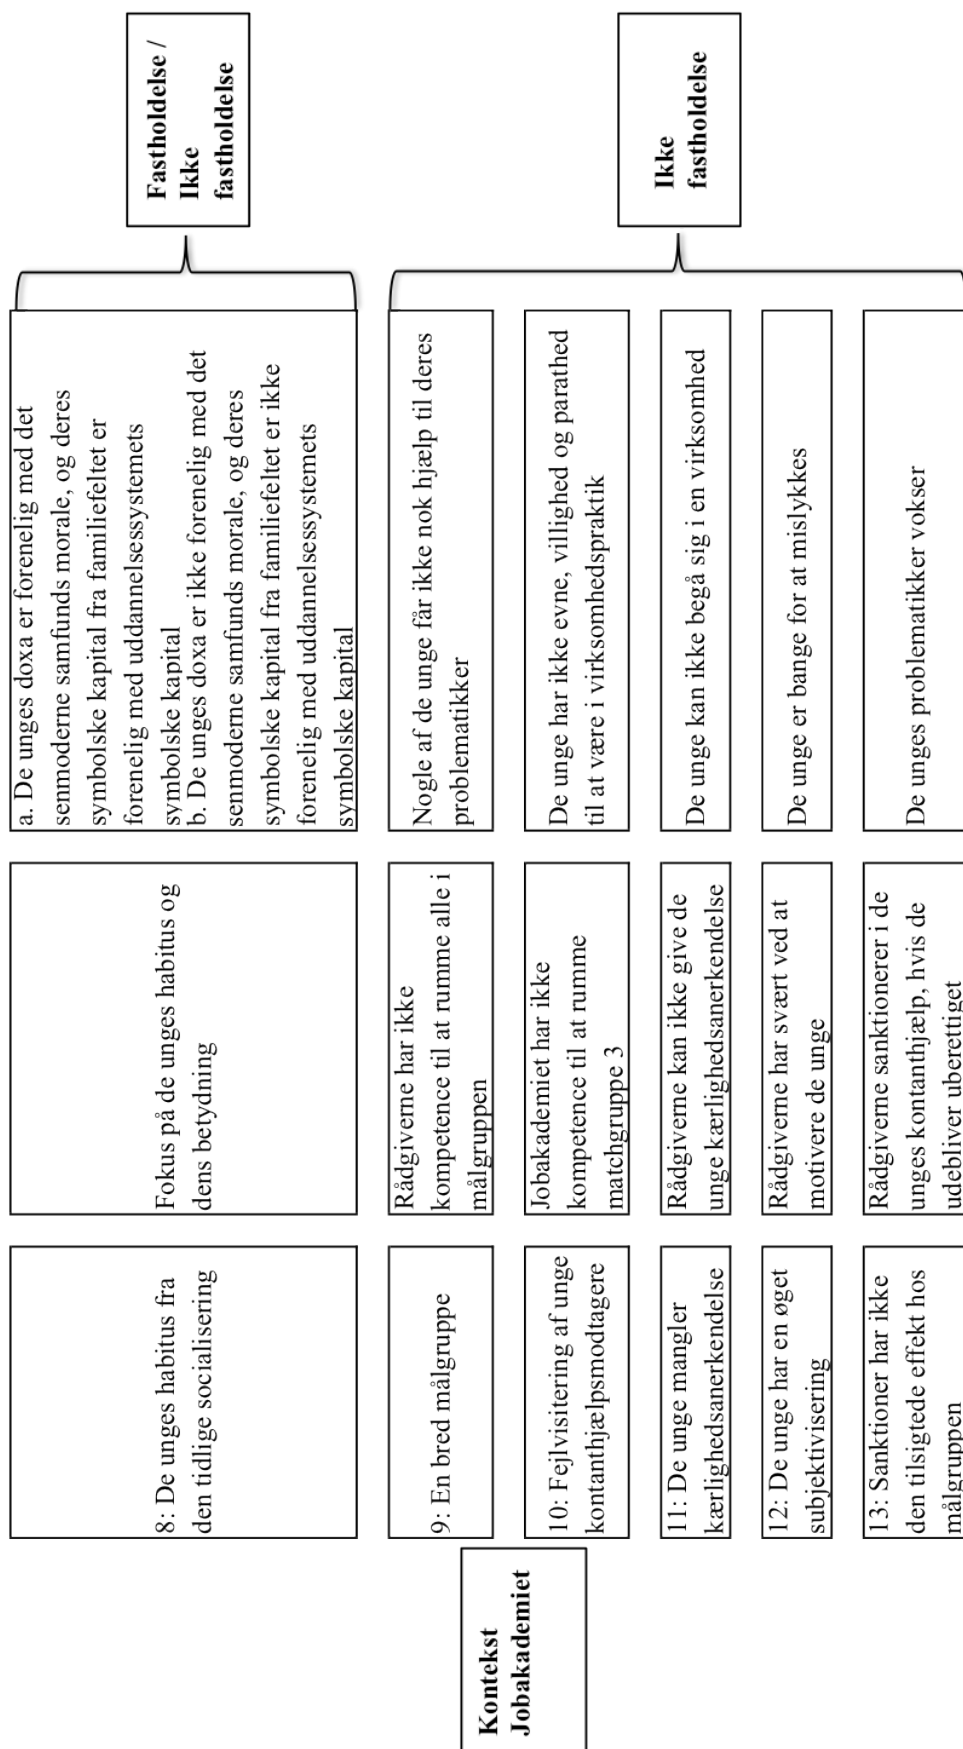 Kontekst
Jobakademiet
8: De unges habitus fra
den tidlige socialisering
Fokus på de unges habitus og
dens betydning
a. De unges doxa er forenelig med det
senmoderne samfunds morale, og deres
symbolske kapital fra familiefeltet er
forenelig med uddannelsessystemets
symbolske kapital
b. De unges doxa er ikke forenelig med det
senmoderne samfunds morale, og deres
symbolske kapital fra familiefeltet er ikke
forenelig med uddannelsessystemets
symbolske kapital
Fastholdelse /
Ikke
fastholdelse
9: En bred målgruppe
Rådgiverne har ikke
kompetence til at rumme alle i
målgruppen
Nogle af de unge får ikke nok hjælp til deres
problematikker
10: Fejlvisitering af unge
kontanthjælpsmodtagere
Jobakademiet har ikke
kompetence til at rumme
matchgruppe 3
De unge har ikke evne, villighed og parathed
til at være i virksomhedspraktik
11: De unge mangler
kærlighedsanerkendelse
Rådgiverne kan ikke give de
unge kærlighedsanerkendelse
De unge kan ikke begå sig i en virksomhed
12: De unge har en øget
subjektivisering
Rådgiverne har svært ved at
motivere de unge
De unge er bange for at mislykkes
13: Sanktioner har ikke
den tilsigtede effekt hos
målgruppen
Rådgiverne sanktionerer i de
unges kontanthjælp, hvis de
udebliver uberettiget
De unges problematikker vokser
Ikke
fastholdelse